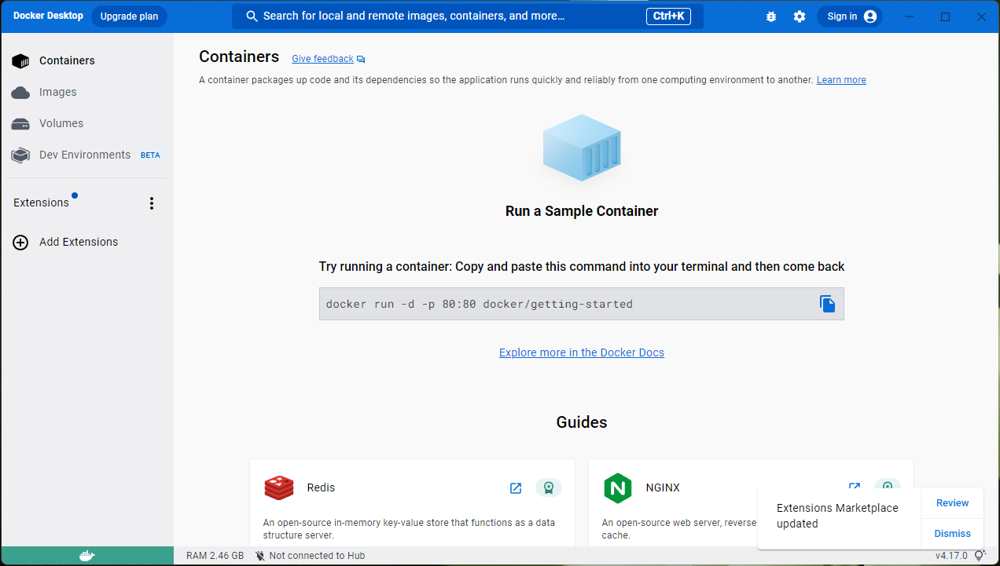 Docker Desktop
Upgrade plan
Search for local and remote images, containers, and more...
Ctrl+K
Sign in
Containers
Images
Volumes
Dev Environments BETA
Extensions
Add Extensions
Containers
Give feedback
A container packages up code and its dependencies so the application runs quickly and reliably from one computing environment to another. Learn more
Run a Sample Container
Try running a container: Copy and paste this command into your terminal and then come back
docker run -d -p 80:80 docker/getting-started
Explore more in the Docker Docs
Guides
Redis
An open-source in-memory key-value store that functions as a data
structure server.
N
NGINX
An open-source web server, reverse
cache.
Extensions Marketplace
updated
Review
Dismiss
RAM 2.46 GB
Not connected to Hub
v4.17.0